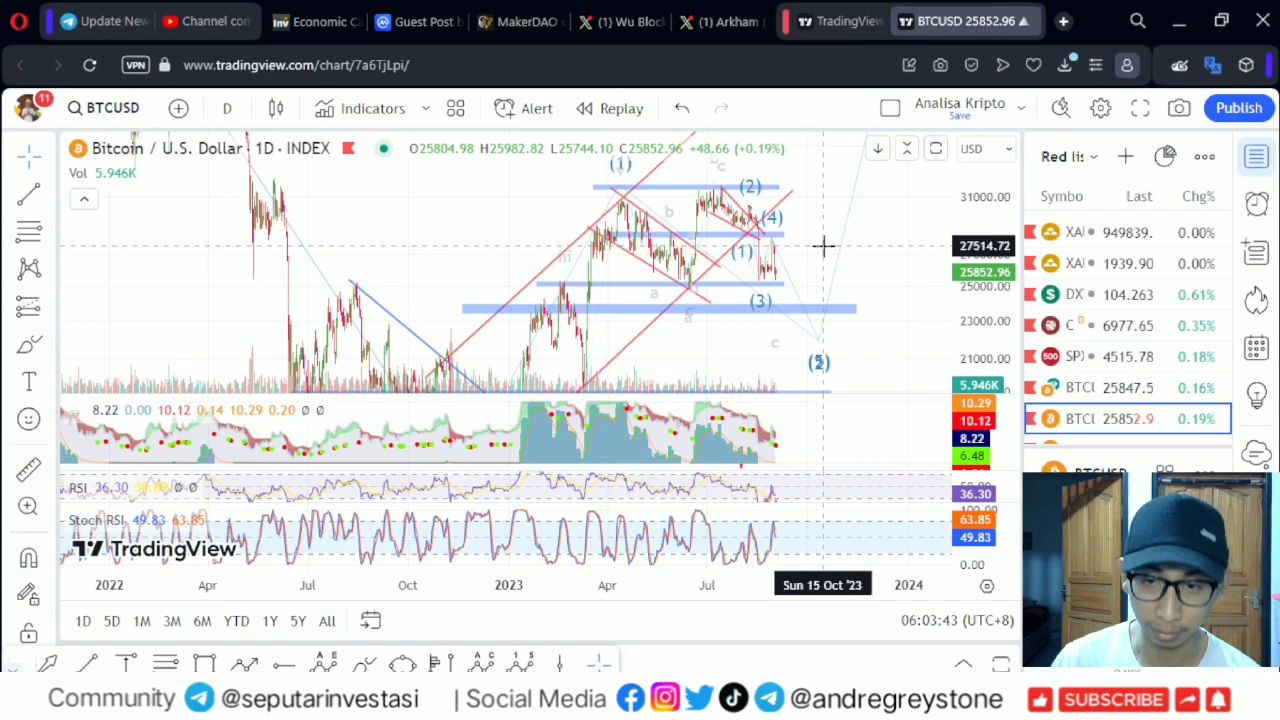 Update New
Channel con
Economic Ca
Guest Post b
MakerDAO c
(1) Wu Block
(1) Arkham (
TradingView
BTCUSD 25852.96
VPN
www.tradingview.com/chart/7a6TjLpi/
11
BTCUSD
D
Indicators
Alert
Replay
Analisa Kripto
Save
Publish
Bitcoin / U.S. Dollar · 1D · INDEX
O25804.98 H25982.82 L25744.10 C25852.96 +48.66 (+0.19%)
USD
Red lis
Vol 5.946K
Symbo Last Chg%
(1)
(2)
(4)
(1)
(3)
iii
b
a
c
c
31000.00
27514.72
25852.96
25000.00
23000.00
21000.00
5.946K
XAI 949839. 0.00%
XAI 1939.90 0.00%
DX 104.263 0.61%
C D 6977.65 0.35%
500 SP 4515.78 0.18%
BTCU 25847.5 0.16%
BTCU 25852.9 0.19%
8.22 0.00 10.12 0.14 10.29 0.20 Ø Ø
10.29
10.12
8.22
6.48
RSI 36.30 Ø Ø
36.30
Stoch RSI 49.83 63.85
63.85
49.83
0.00
TradingView
2022 Apr Jul Oct 2023 Apr Jul Sun 15 Oct '23 2024
1D 5D 1M 3M 6M YTD 1Y 5Y All
06:03:43 (UTC+8)
Community @seputarinvestasi | Social Media @andregreystone SUBSCRIBE